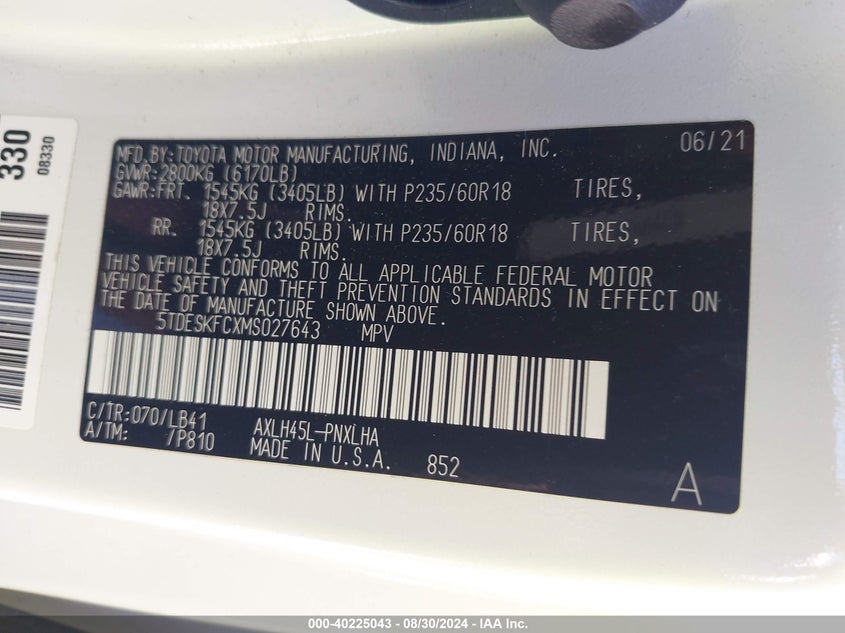 330
08330
MFD.BY:TOYOTA MOTOR MANUFACTURING, INDIANA, INC. 06/21
GVWR:2800KG (6170LB)
GAWR:FRT. 1545KG (3405LB) WITH P235/60R18 TIRES,
18X7.5J RIMS.
RR. 1545KG (3405LB) WITH P235/60R18 TIRES,
18X7.5J RIMS.
THIS VEHICLE CONFORMS TO ALL APPLICABLE FEDERAL MOTOR
VEHICLE SAFETY AND THEFT PREVENTION STANDARDS IN EFFECT ON
THE DATE OF MANUFACTURE SHOWN ABOVE.
5TDESKFCXMS027643 MPV
C/TR:070/LB41 AXLH45L-PNXLHA
A/TM: /P810 MADE IN U.S.A. 852 A
000-40225043 - 08/30/2024 - IAA Inc.